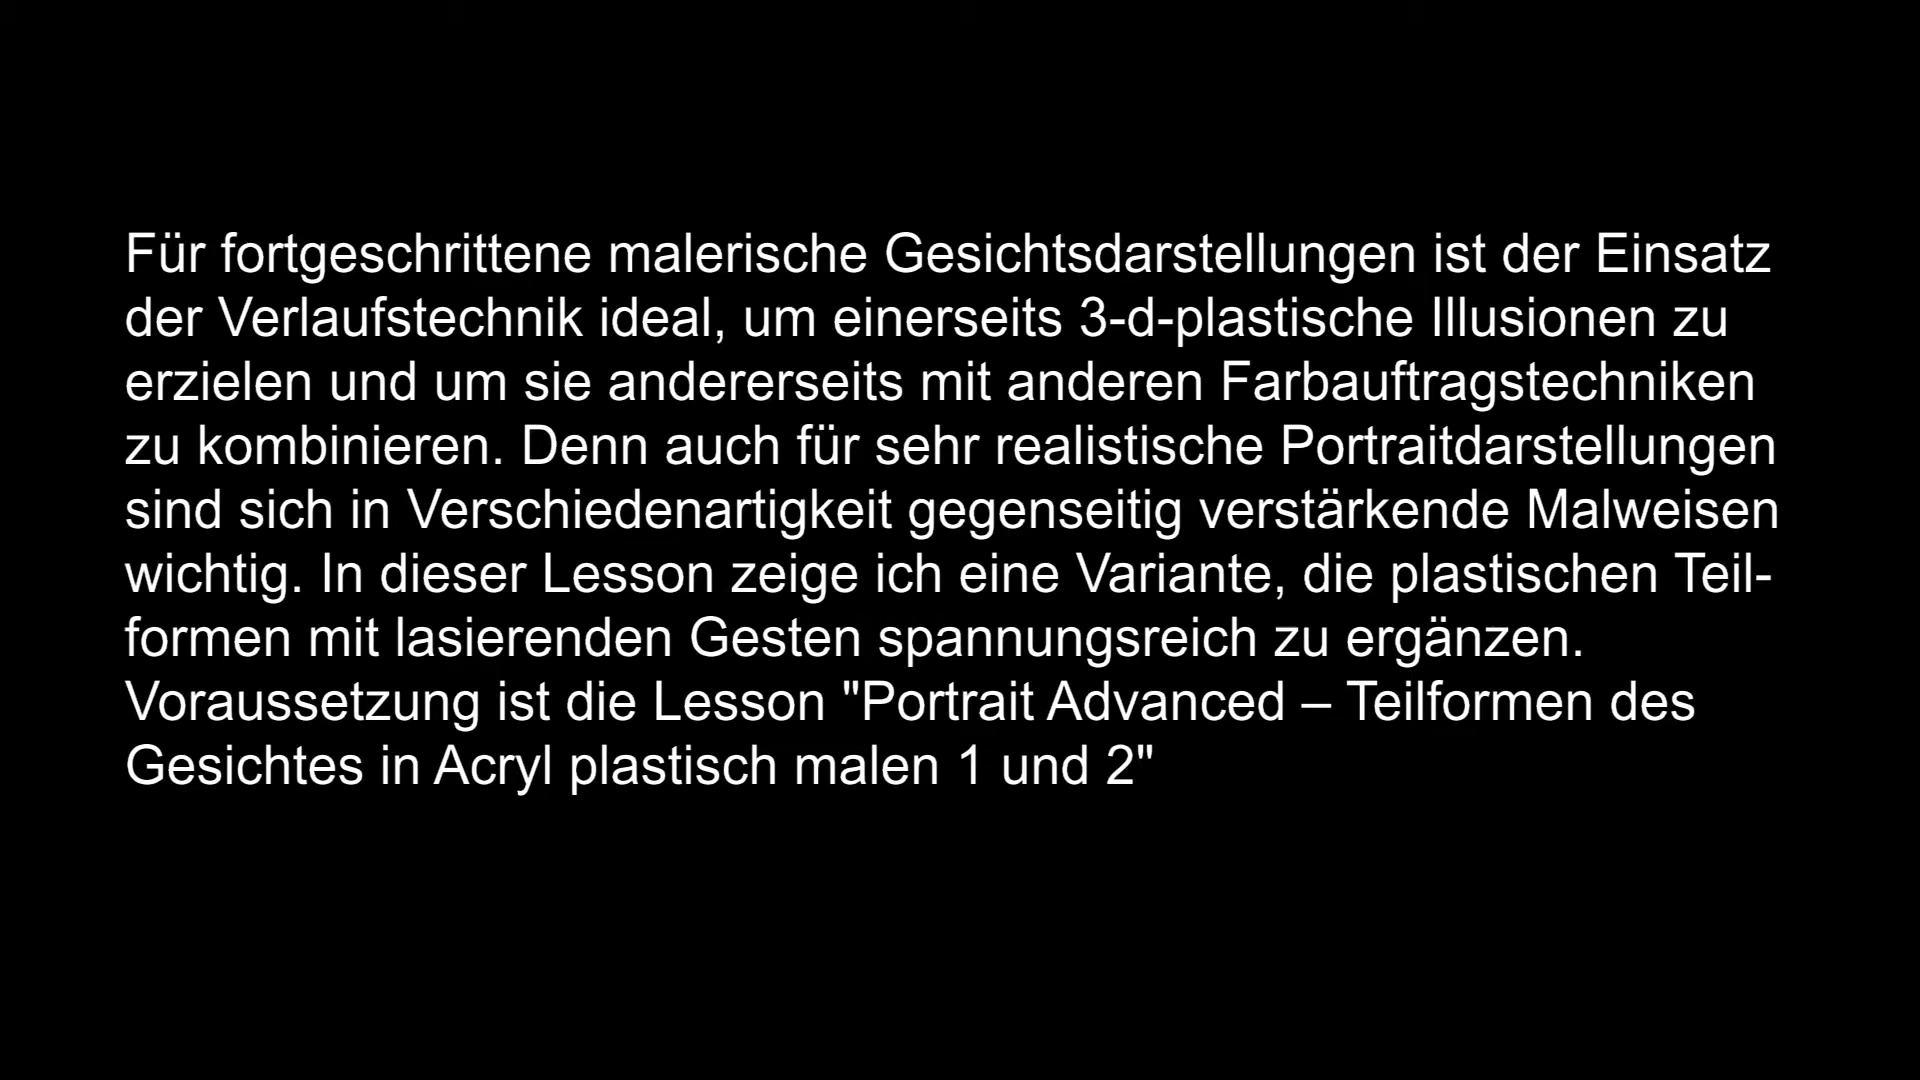 Für fortgeschrittene malerische Gesichtsdarstellungen ist der Einsatz
der Verlaufstechnik ideal, um einerseits 3-d-plastische Illusionen zu
erzielen und um sie andererseits mit anderen Farbauftragstechniken
zu kombinieren. Denn auch für sehr realistische Portraitdarstellungen
sind sich in Verschiedenartigkeit gegenseitig verstärkende Malweisen
wichtig. In dieser Lesson zeige ich eine Variante, die plastischen Teil-
formen mit lasierenden Gesten spannungsreich zu ergänzen.
Voraussetzung ist die Lesson "Portrait Advanced – Teilformen des
Gesichtes in Acryl plastisch malen 1 und 2"